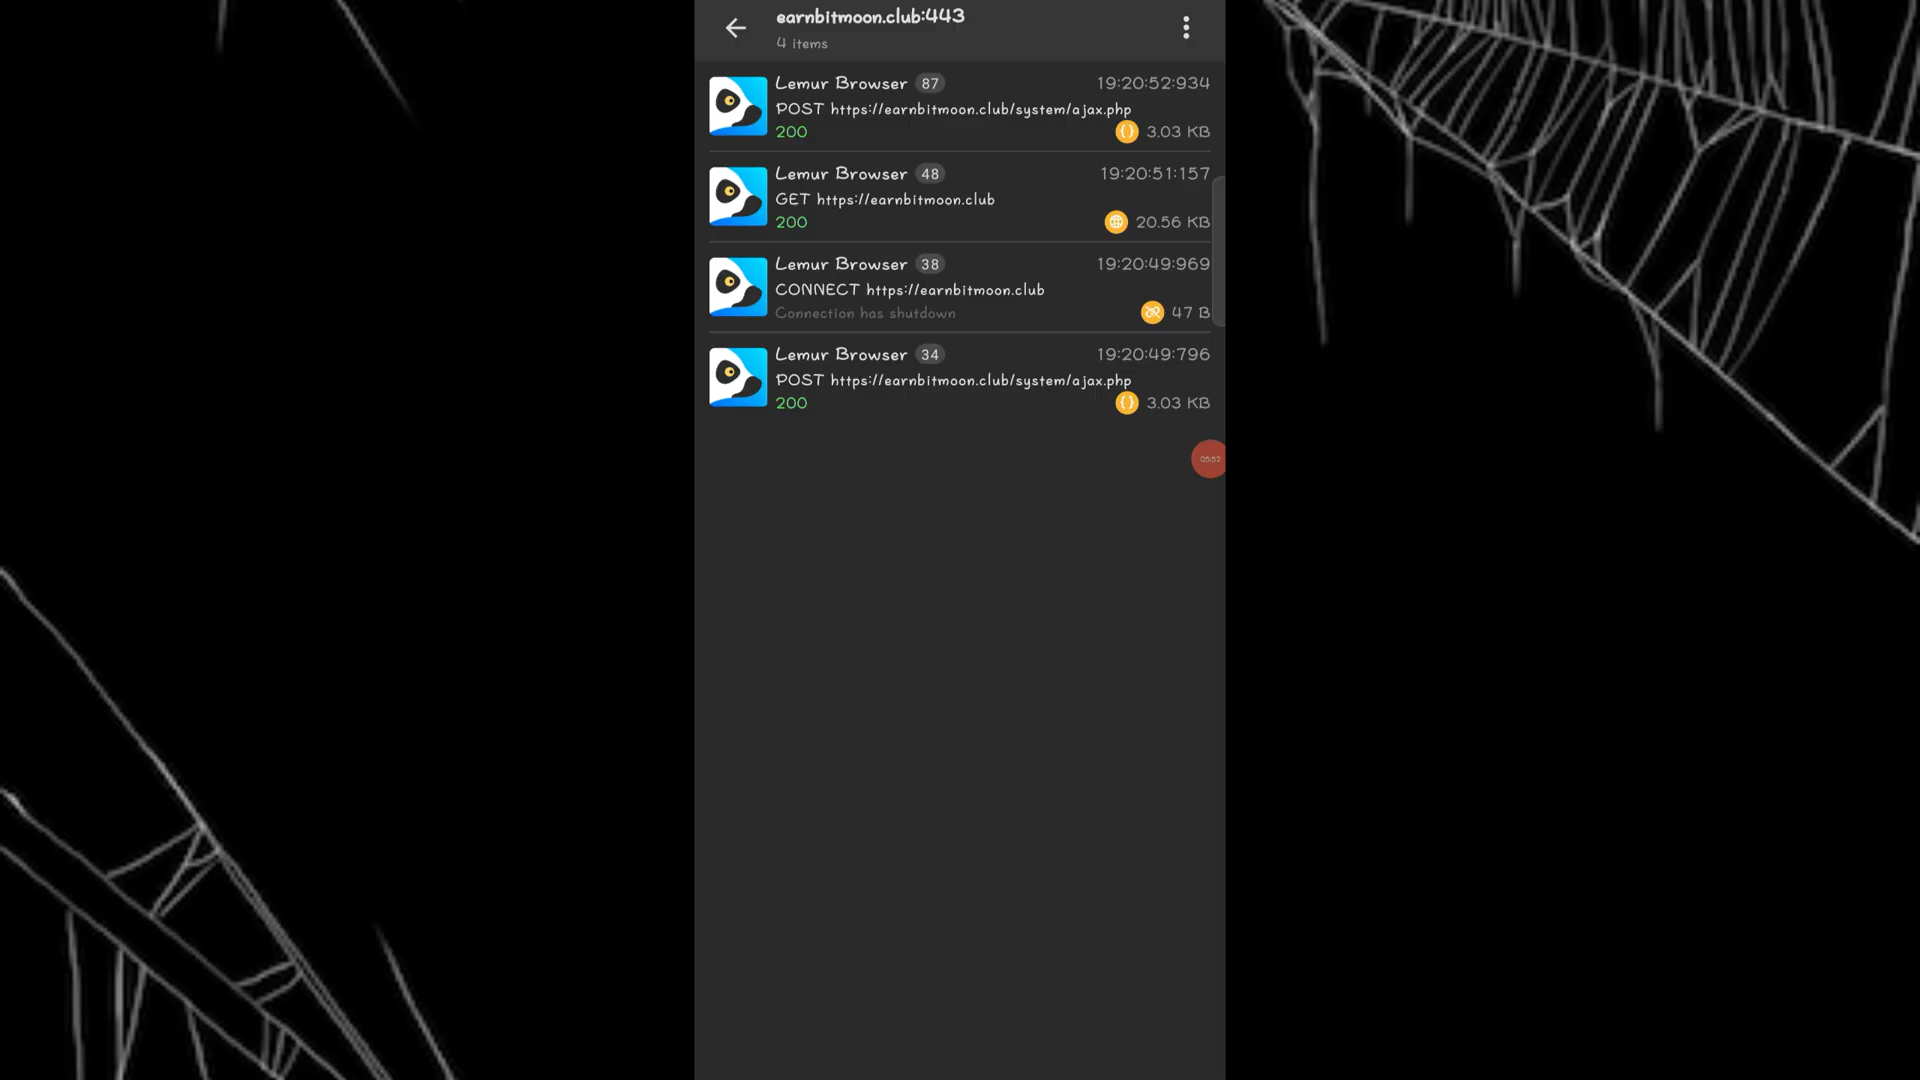 earnbitmoon.club:443
4 items
Lemur Browser 87 19:20:52:934
POST https://earnbitmoon.club/system/ajax.php
200 3.03 KB
Lemur Browser 48 19:20:51:157
GET https://earnbitmoon.club
200 20.56 KB
Lemur Browser 38 19:20:49:969
CONNECT https://earnbitmoon.club
Connection has shutdown 47 B
Lemur Browser 34 19:20:49:796
POST https://earnbitmoon.club/system/ajax.php
200 3.03 KB
05:52